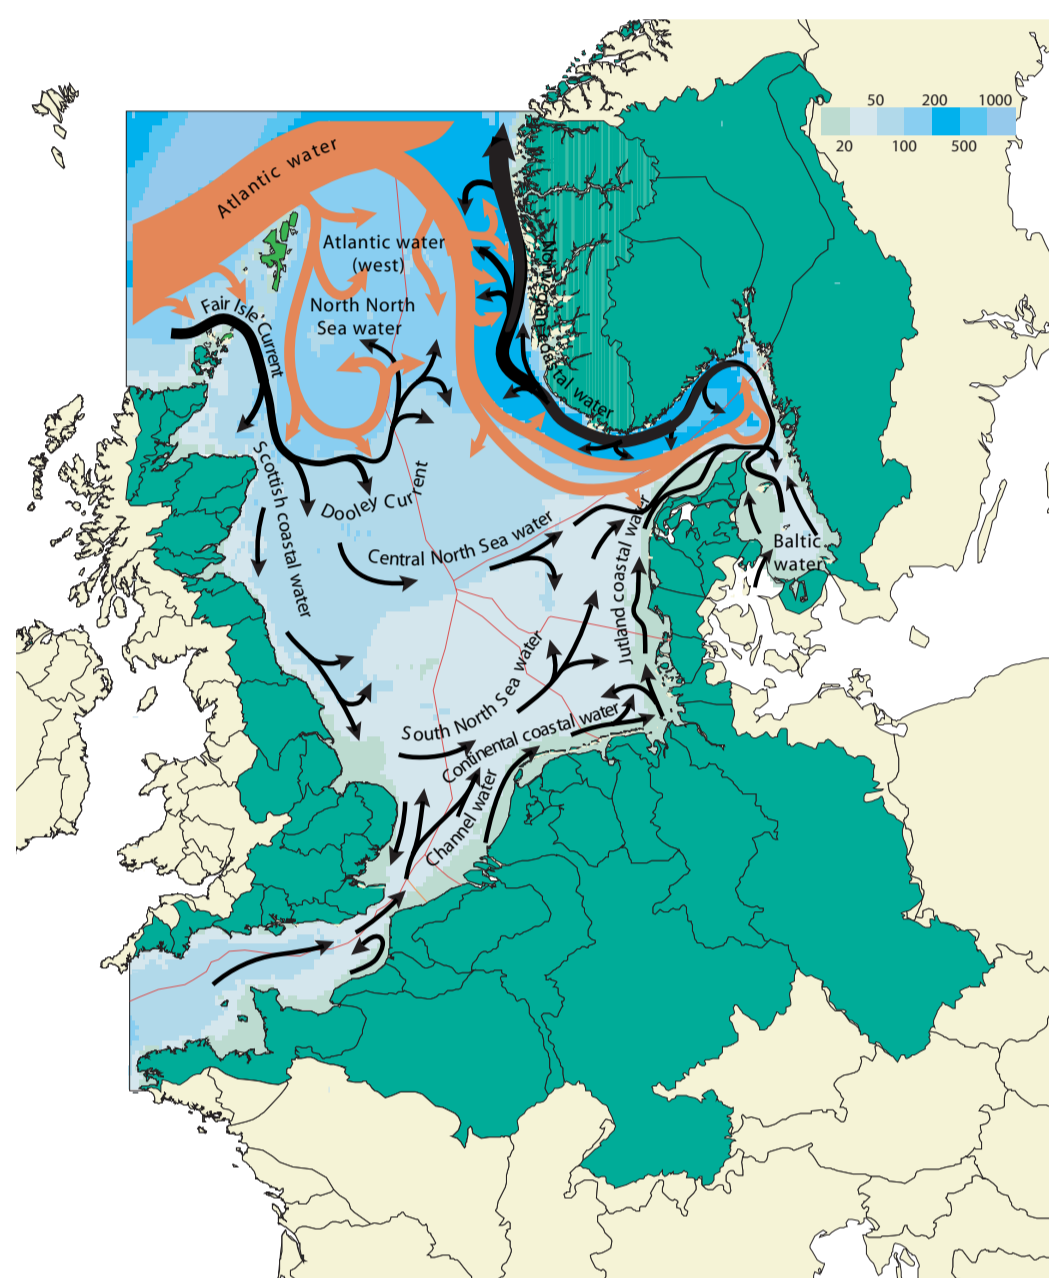 0 50 200 1000
20 100 500
Atlantic water
Atlantic water
(west)
Fair Isle Current
North North
Sea water
Norw. coastal water
Scottish coastal water
Dooley Current
Central North Sea water
Jutland coastal water
Baltic
water
South North Sea water
Continental coastal water
Channel water